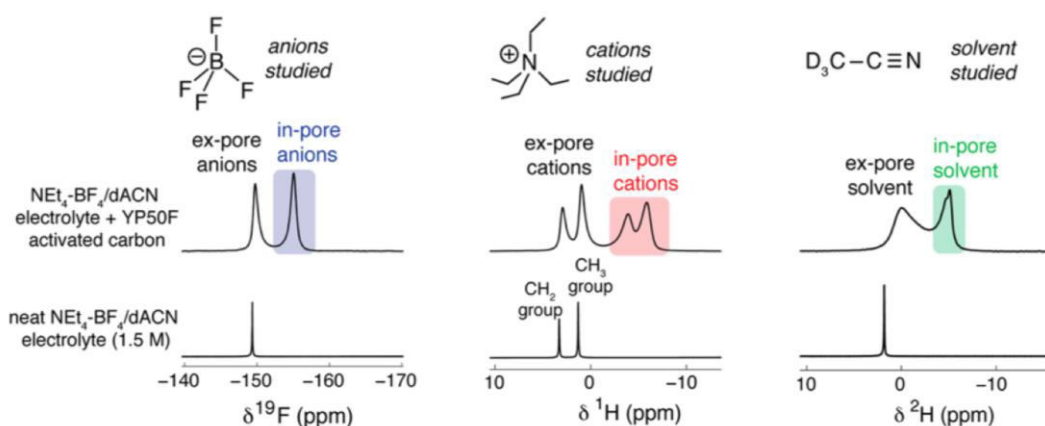 F
⊖
B
F
F
F
anions
studied
⊕
N
cations
studied
D₃C–C≡N
solvent
studied
ex-pore
anions
in-pore
anions
ex-pore
cations
in-pore
cations
ex-pore
solvent
in-pore
solvent
NEt₄-BF₄/dACN
electrolyte + YP50F
activated carbon
neat NEt₄-BF₄/dACN
electrolyte (1.5 M)
CH₂
group
CH₃
group
−140 −150 −160 −170
10 0 −10
10 0 −10
δ ¹⁹F (ppm)
δ ¹H (ppm)
δ ²H (ppm)